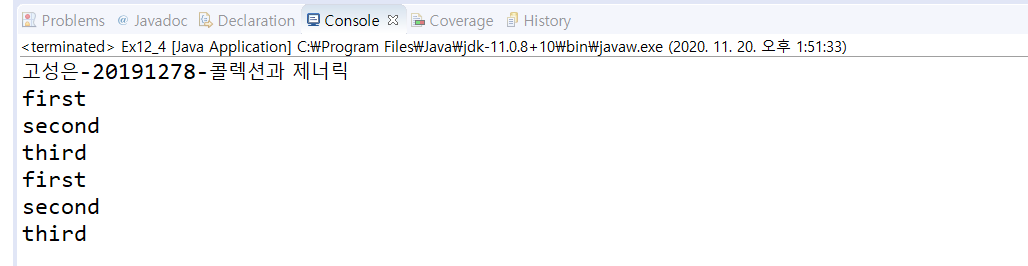 Problems @ Javadoc Declaration Console Coverage History
<terminated> Ex12_4 [Java Application] C:₩Program Files₩Java₩jdk-11.0.8+10₩bin₩javaw.exe (2020. 11. 20. 오후 1:51:33)
고성은-20191278-콜렉션과 제너릭
first
second
third
first
second
third